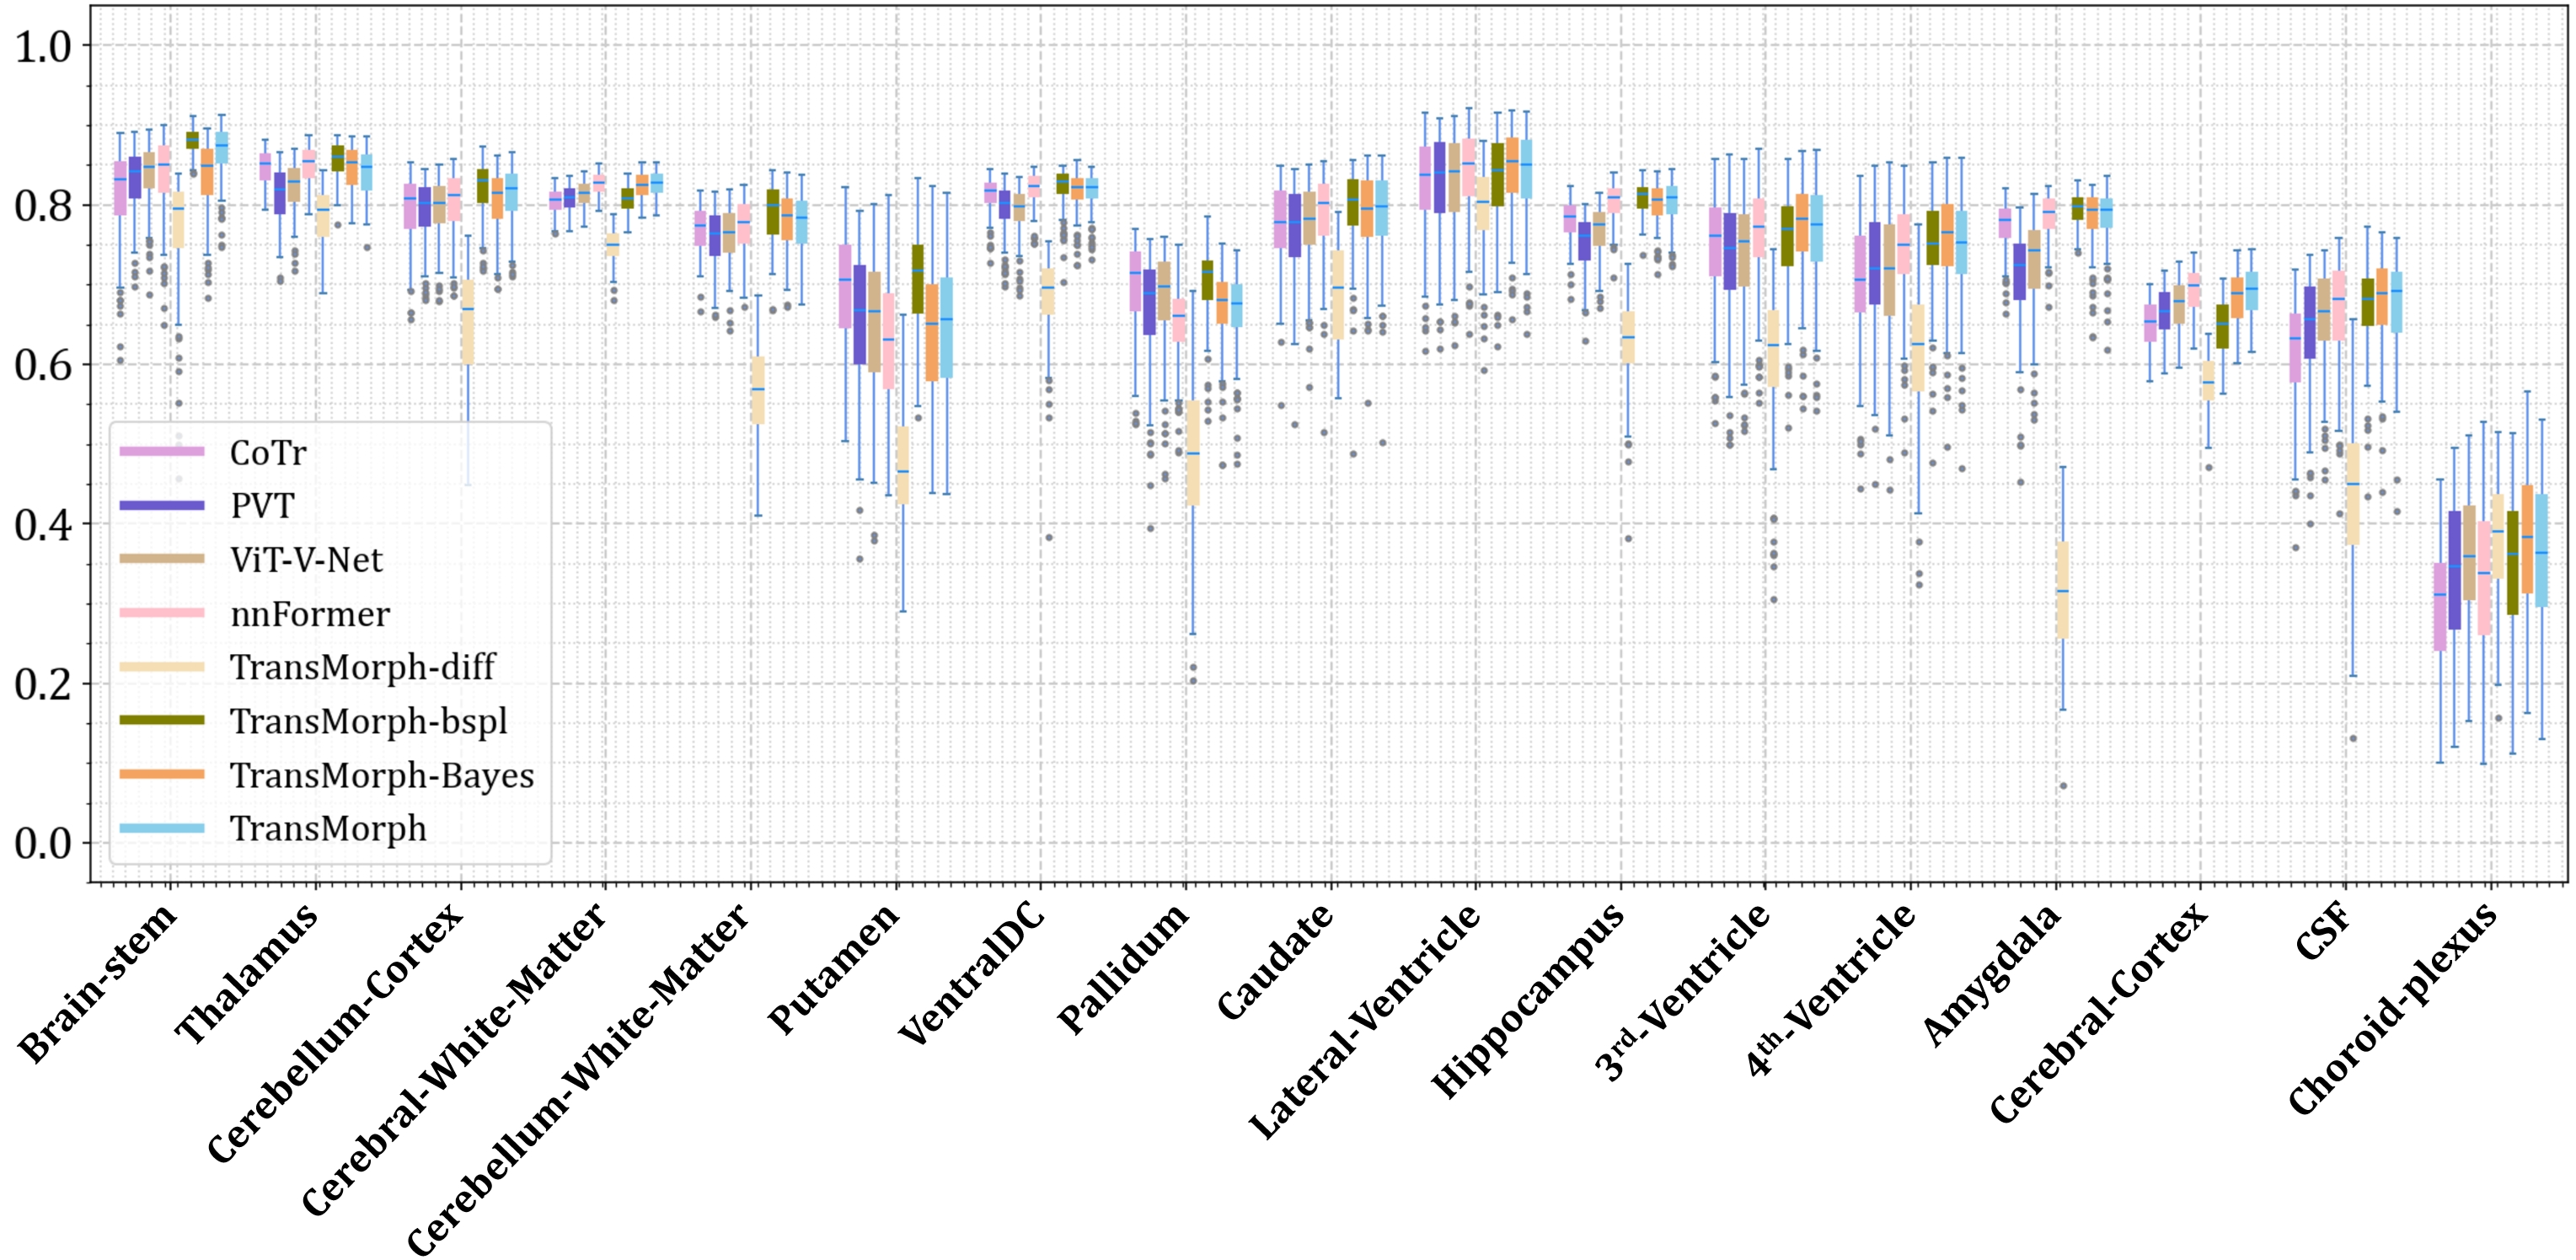 1.0
0.8
0.6
0.4
0.2
0.0
CoTr
PVT
ViT-V-Net
nnFormer
TransMorph-diff
TransMorph-bspl
TransMorph-Bayes
TransMorph
Brain-stem
Thalamus
Cerebellum-Cortex
Cerebral-White-Matter
Cerebellum-White-Matter
Putamen
VentralDC
Pallidum
Caudate
Lateral-Ventricle
Hippocampus
3rd-Ventricle
4th-Ventricle
Amygdala
Cerebral-Cortex
CSF
Choroid-plexus